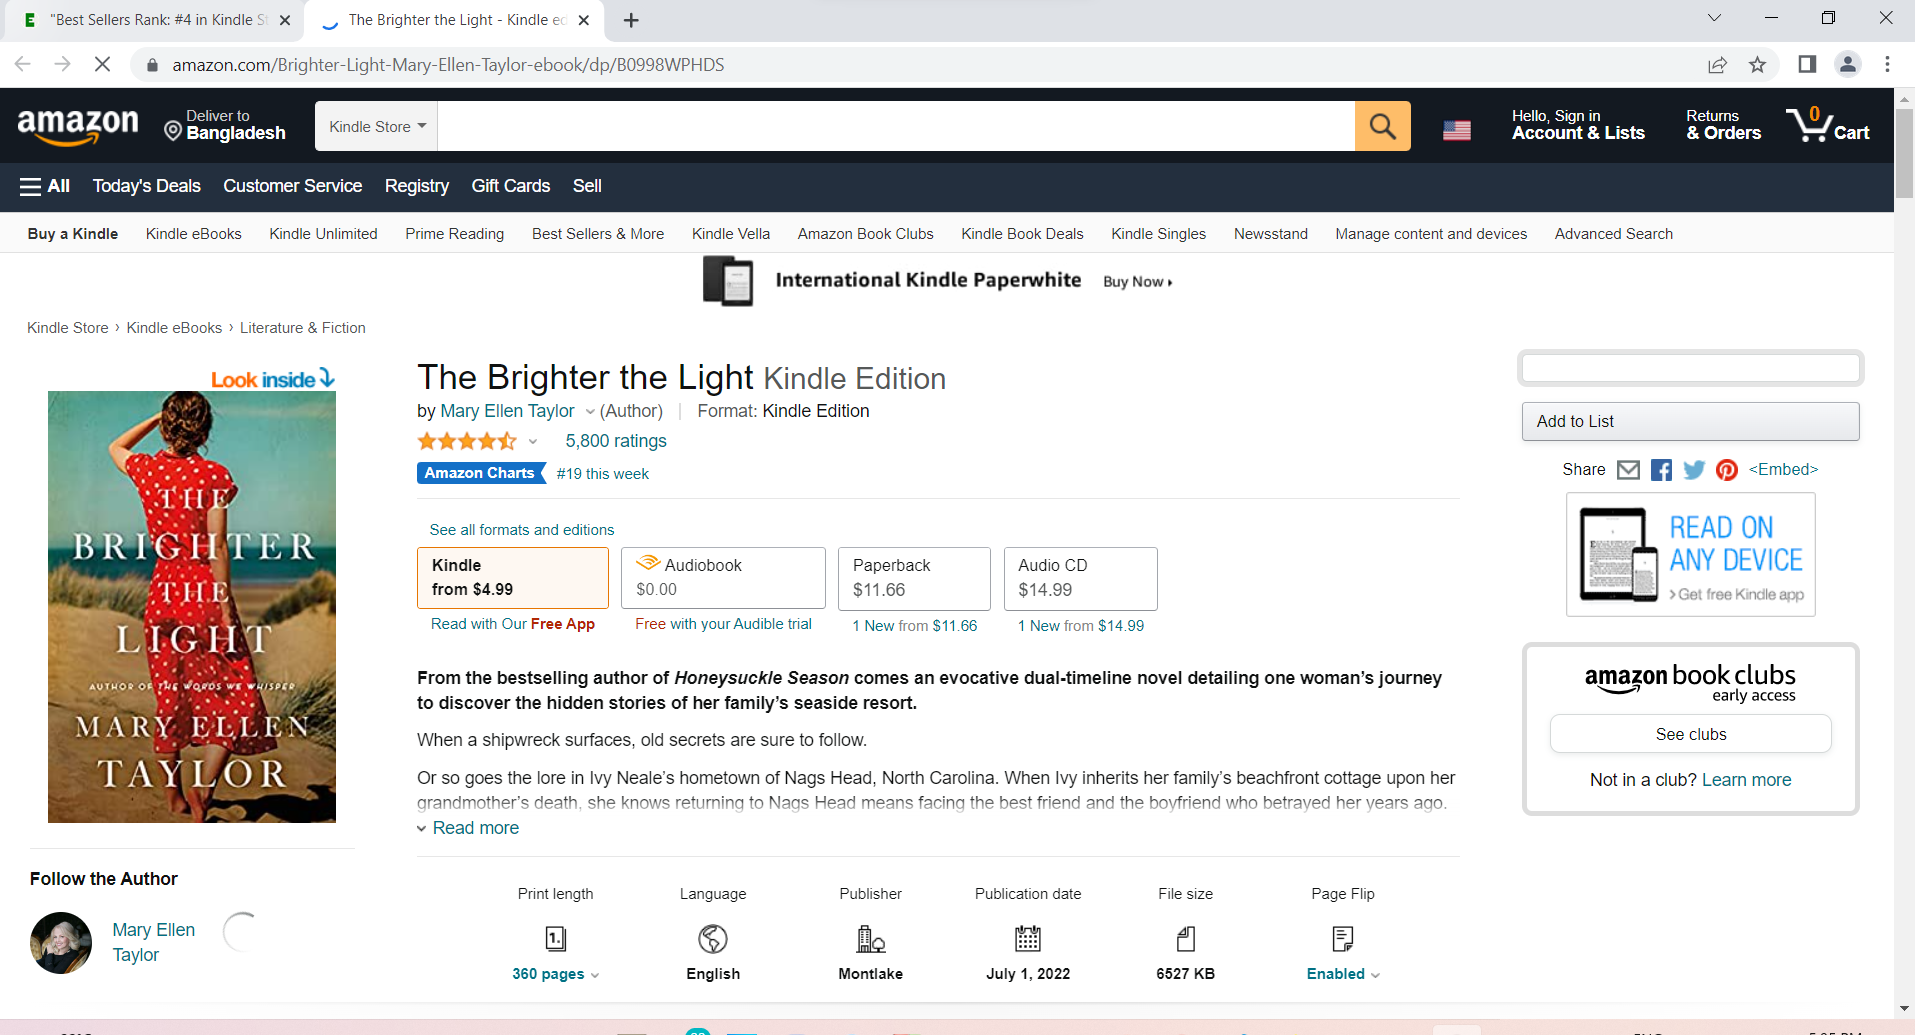 "Best Sellers Rank: #4 in Kindle St
The Brighter the Light - Kindle ed
amazon.com/Brighter-Light-Mary-Ellen-Taylor-ebook/dp/B0998WPHDS
amazon
Deliver to
Bangladesh
Kindle Store
Hello, Sign in
Account & Lists
Returns
& Orders
0
Cart
All Today's Deals Customer Service Registry Gift Cards Sell
Buy a Kindle Kindle eBooks Kindle Unlimited Prime Reading Best Sellers & More Kindle Vella Amazon Book Clubs Kindle Book Deals Kindle Singles Newsstand Manage content and devices Advanced Search
International Kindle Paperwhite Buy Now
Kindle Store › Kindle eBooks › Literature & Fiction
Look inside
THE
BRIGHTER
THE
LIGHT
AUTHOR OF THE WORDS WE WHISPER
MARY ELLEN
TAYLOR
Follow the Author
Mary Ellen
Taylor
The Brighter the Light Kindle Edition
by Mary Ellen Taylor (Author) | Format: Kindle Edition
5,800 ratings
Amazon Charts #19 this week
See all formats and editions
Kindle
from $4.99
Read with Our Free App
Audiobook
$0.00
Free with your Audible trial
Paperback
$11.66
1 New from $11.66
Audio CD
$14.99
1 New from $14.99
From the bestselling author of Honeysuckle Season comes an evocative dual-timeline novel detailing one woman’s journey
to discover the hidden stories of her family’s seaside resort.
When a shipwreck surfaces, old secrets are sure to follow.
Or so goes the lore in Ivy Neale’s hometown of Nags Head, North Carolina. When Ivy inherits her family’s beachfront cottage upon her
grandmother’s death, she knows returning to Nags Head means facing the best friend and the boyfriend who betrayed her years ago.
Read more
Print length
1.
360 pages
Language
English
Publisher
Montlake
Publication date
July 1, 2022
File size
6527 KB
Page Flip
Enabled
Add to List
Share <Embed>
READ ON
ANY DEVICE
>Get free Kindle app
amazon book clubs
early access
See clubs
Not in a club? Learn more